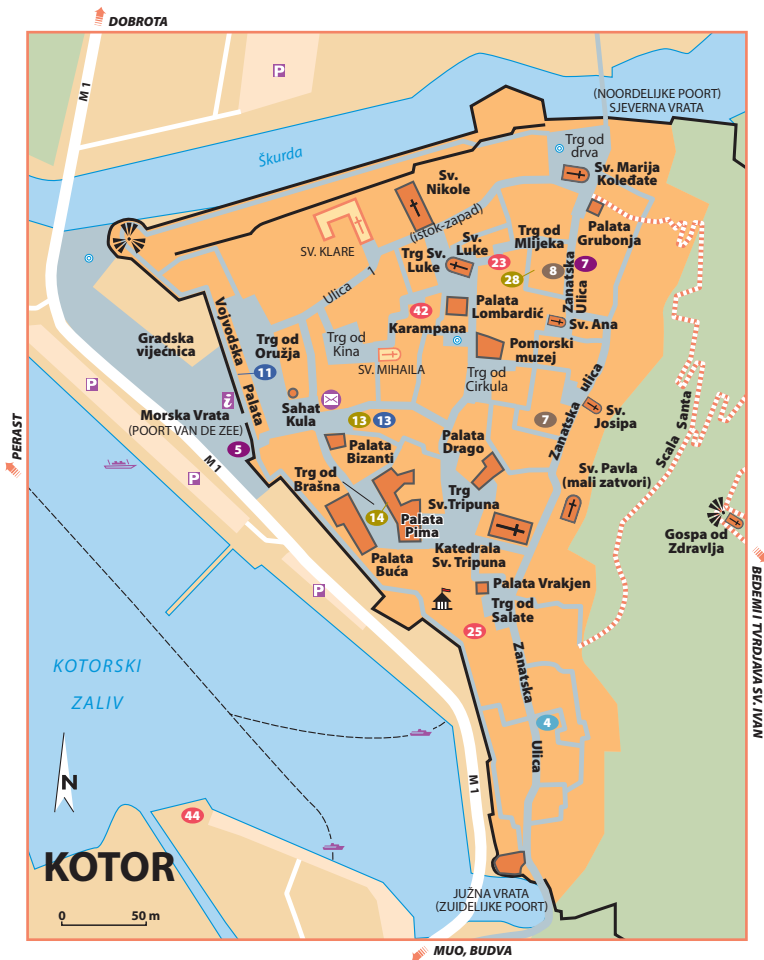 DOBROTA
M 1
P
(NOORDELIJKE POORT)
SJEVERNA VRATA
Škurda
Trg od
drva
Sv. Marija
Koleđate
Sv.
Nikole
(istok-zapad)
SV. KLARE
Palata
Grubonja
Trg od
Mlijeka
Trg Sv.
Luke
Sv.
Luke
23
28
8
7
Zanatska
Ulica
Ulica 1
42
Karampana
Palata
Lombardić
Sv. Ana
Vojvodska
Palata
Gradska
vijećnica
Trg od
Oružja
Trg od
Kina
SV. MIHAILA
Pomorski
muzej
Trg od
Cirkula
11
P
i
Sahat
Kula
Morska Vrata
(POORT VAN DE ZEE)
5
13
13
7
Zanatska ulica
Sv.
Josipa
Scala Santa
PERAST
M 1
P
Palata
Bizanti
Palata
Drago
Trg od
Brašna
Sv. Pavla
(mali zatvori)
Trg
Sv.Tripuna
14
Palata
Pima
Gospa od
Zdravlja
Palata
Buća
Katedrala
Sv. Tripuna
P
Palata Vrakjen
Trg od
Salate
25
BEDEMI I TVRDJAVA SV. IVAN
KOTORSKI
ZALIV
Zanatska
Ulica
4
N
M 1
44
KOTOR
0 50 m
JUŽNA VRATA
(ZUIDELIJKE POORT)
MUO, BUDVA